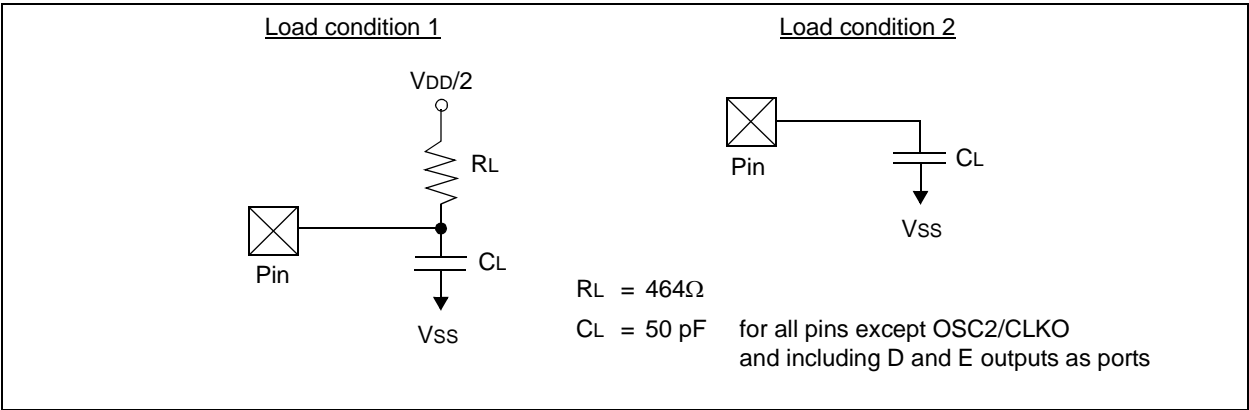 Load condition 1
VDD/2
RL
Pin
CL
VSS
Load condition 2
Pin
CL
VSS
RL = 464Ω
CL = 50 pF for all pins except OSC2/CLKO
and including D and E outputs as ports